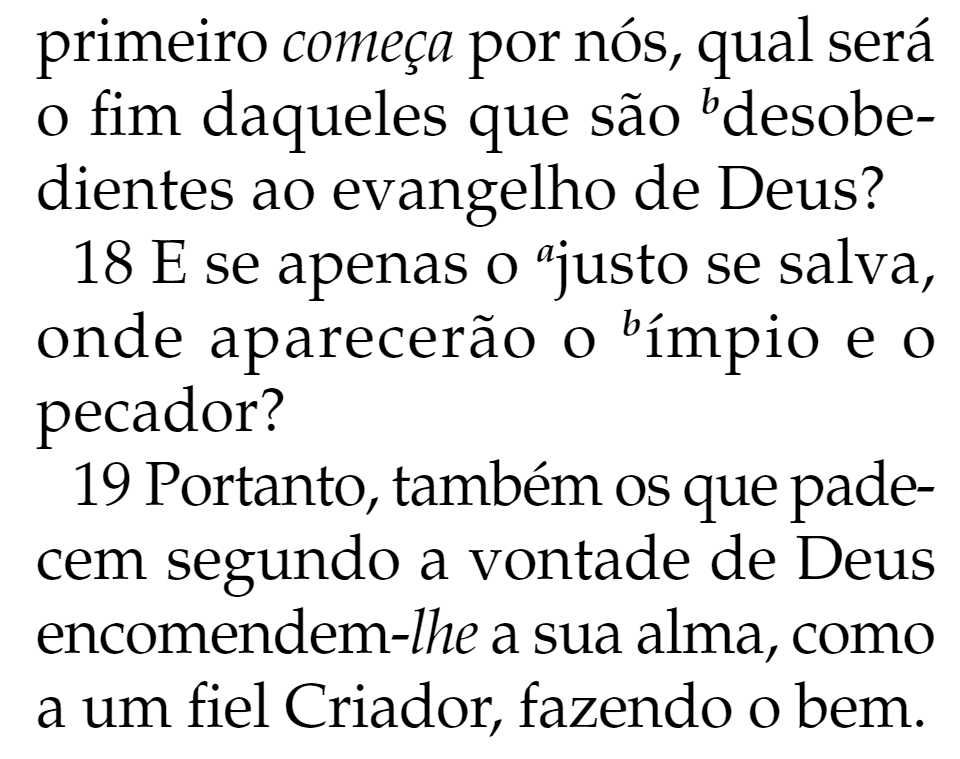 primeiro começa por nós, qual será
o fim daqueles que são ᵇdesobe-
dientes ao evangelho de Deus?
18 E se apenas o ᵃjusto se salva,
onde aparecerão o ᵇímpio e o
pecador?
19 Portanto, também os que pade-
cem segundo a vontade de Deus
encomendem-lhe a sua alma, como
a um fiel Criador, fazendo o bem.